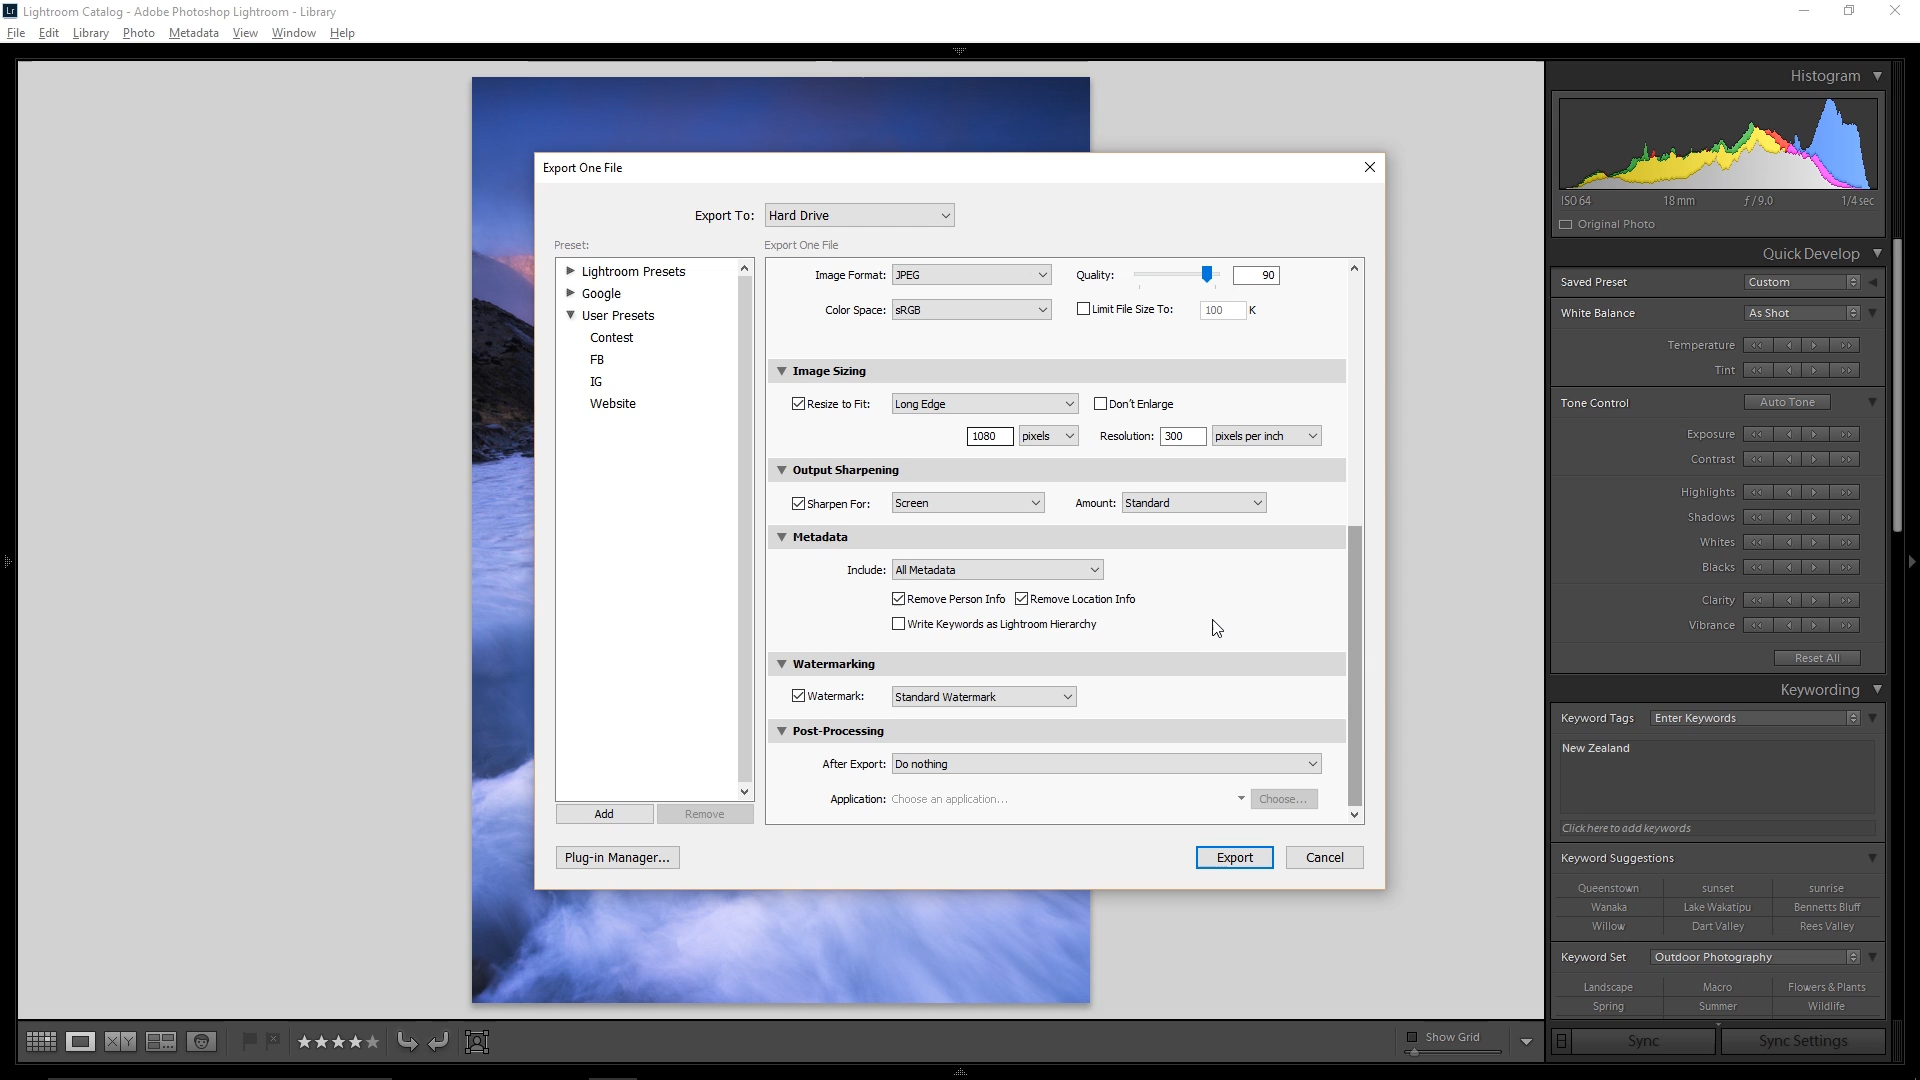 Lr Lightroom Catalog - Adobe Photoshop Lightroom - Library
File Edit Library Photo Metadata View Window Help
Export One File
Export To: Hard Drive
Preset:
Lightroom Presets
Google
User Presets
Contest
FB
IG
Website
Add Remove
Plug-in Manager...
Export One File
Image Format: JPEG Quality: 90
Color Space: sRGB Limit File Size To: 100 K
Image Sizing
Resize to Fit: Long Edge Don't Enlarge
1080 pixels Resolution: 300 pixels per inch
Output Sharpening
Sharpen For: Screen Amount: Standard
Metadata
Include: All Metadata
Remove Person Info Remove Location Info
Write Keywords as Lightroom Hierarchy
Watermarking
Watermark: Standard Watermark
Post-Processing
After Export: Do nothing
Application: Choose an application... Choose...
Export Cancel
Histogram
ISO 64 18 mm f / 9.0 1/4 sec
Original Photo
Quick Develop
Saved Preset Custom
White Balance As Shot
Temperature
Tint
Tone Control Auto Tone
Exposure
Contrast
Highlights
Shadows
Whites
Blacks
Clarity
Vibrance
Reset All
Keywording
Keyword Tags Enter Keywords
New Zealand
Click here to add keywords
Keyword Suggestions
Queenstown sunset sunrise
Wanaka Lake Wakatipu Bennetts Bluff
Willow Dart Valley Rees Valley
Keyword Set Outdoor Photography
Landscape Macro Flowers & Plants
Spring Summer Wildlife
X Y Show Grid Sync Sync Settings